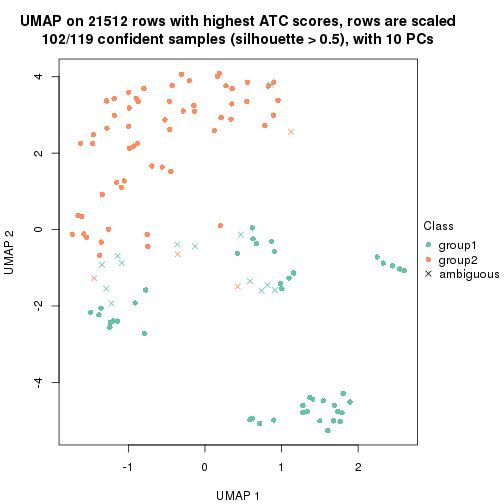 UMAP on 21512 rows with highest ATC scores, rows are scaled
102/119 confident samples (silhouette > 0.5), with 10 PCs
4
2
0
-2
-4
UMAP 2
-1
0
1
2
UMAP 1
Class
group1
group2
ambiguous